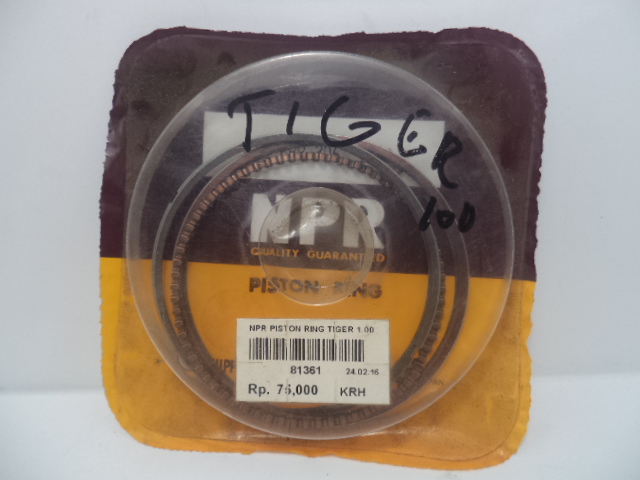 TIGER
100
NPR
QUALITY GUARANTEED
PISTON RING
NPR PISTON RING TIGER 1.00
81361 24.02.16
Rp. 75,000 KRH